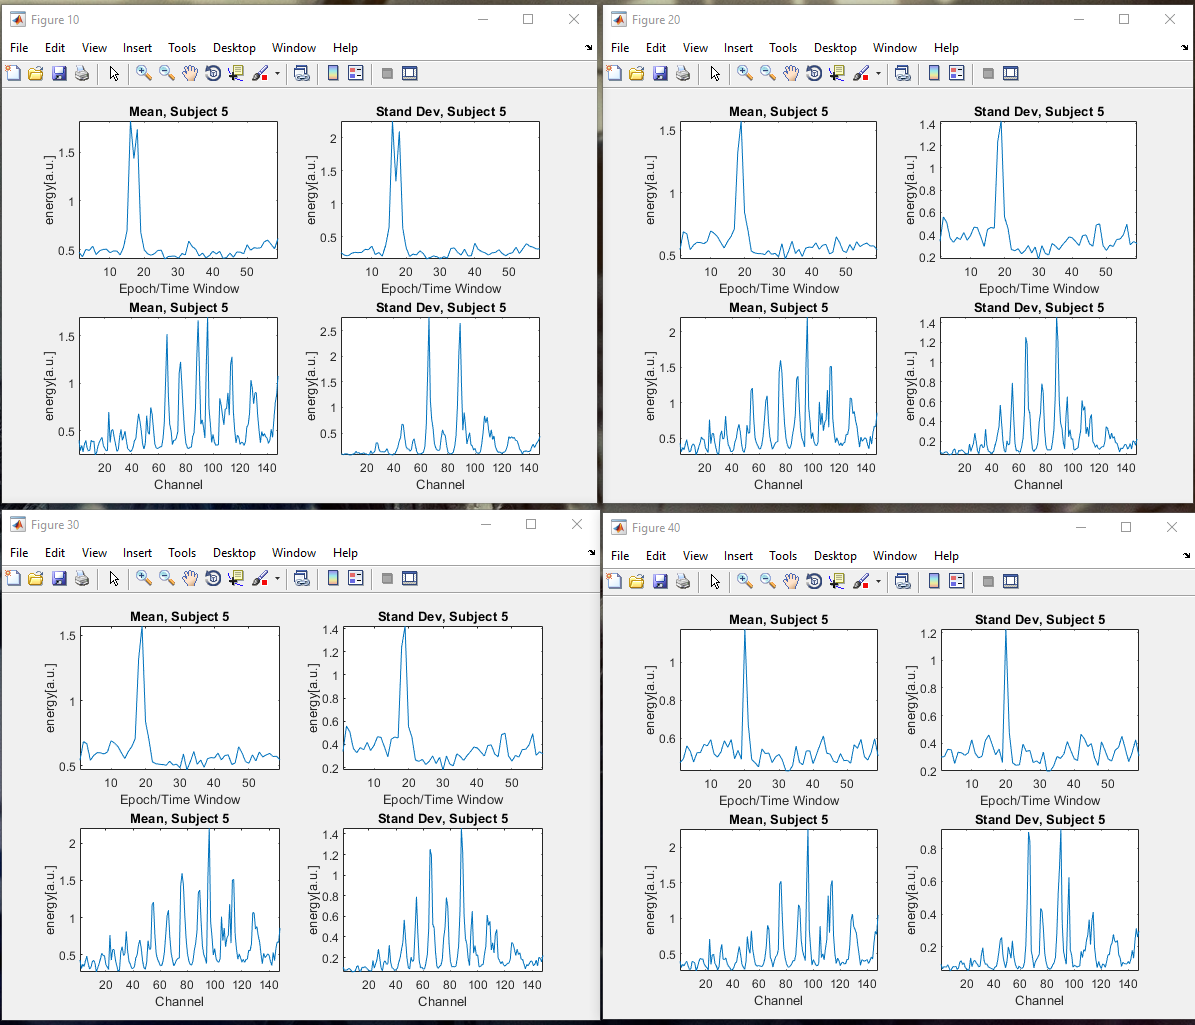 Figure 10
File Edit View Insert Tools Desktop Window Help
Mean, Subject 5
energy[a.u.]
1.5
1
0.5
10 20 30 40 50
Epoch/Time Window
Stand Dev, Subject 5
energy[a.u.]
2
1.5
1
0.5
10 20 30 40 50
Epoch/Time Window
Mean, Subject 5
energy[a.u.]
1.5
1
0.5
20 40 60 80 100 120 140
Channel
Stand Dev, Subject 5
energy[a.u.]
2.5
2
1.5
1
0.5
20 40 60 80 100 120 140
Channel
Figure 20
File Edit View Insert Tools Desktop Window Help
Mean, Subject 5
energy[a.u.]
1.5
1
0.5
10 20 30 40 50
Epoch/Time Window
Stand Dev, Subject 5
energy[a.u.]
1.4
1.2
1
0.8
0.6
0.4
0.2
10 20 30 40 50
Epoch/Time Window
Mean, Subject 5
energy[a.u.]
2
1.5
1
0.5
20 40 60 80 100 120 140
Channel
Stand Dev, Subject 5
energy[a.u.]
1.4
1.2
1
0.8
0.6
0.4
0.2
20 40 60 80 100 120 140
Channel
Figure 30
File Edit View Insert Tools Desktop Window Help
Mean, Subject 5
energy[a.u.]
1.5
1
0.5
10 20 30 40 50
Epoch/Time Window
Stand Dev, Subject 5
energy[a.u.]
1.4
1.2
1
0.8
0.6
0.4
0.2
10 20 30 40 50
Epoch/Time Window
Mean, Subject 5
energy[a.u.]
2
1.5
1
0.5
20 40 60 80 100 120 140
Channel
Stand Dev, Subject 5
energy[a.u.]
1.4
1.2
1
0.8
0.6
0.4
0.2
20 40 60 80 100 120 140
Channel
Figure 40
File Edit View Insert Tools Desktop Window Help
Mean, Subject 5
energy[a.u.]
1
0.8
0.6
10 20 30 40 50
Epoch/Time Window
Stand Dev, Subject 5
energy[a.u.]
1.2
1
0.8
0.6
0.4
0.2
10 20 30 40 50
Epoch/Time Window
Mean, Subject 5
energy[a.u.]
2
1.5
1
0.5
20 40 60 80 100 120 140
Channel
Stand Dev, Subject 5
energy[a.u.]
0.8
0.6
0.4
0.2
20 40 60 80 100 120 140
Channel